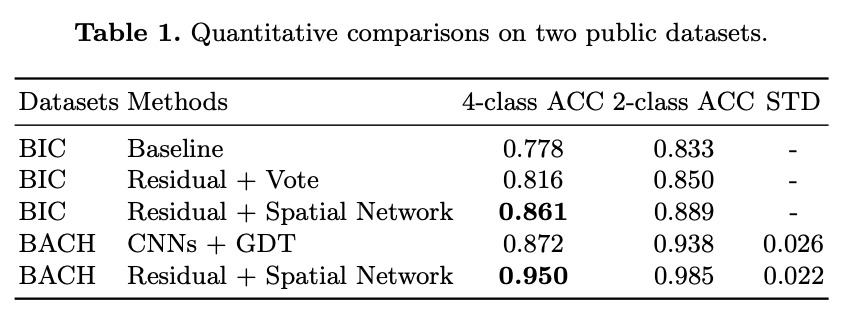 Table 1. Quantitative comparisons on two public datasets.
Datasets Methods 4-class ACC 2-class ACC STD
BIC Baseline 0.778 0.833 -
BIC Residual + Vote 0.816 0.850 -
BIC Residual + Spatial Network 0.861 0.889 -
BACH CNNs + GDT 0.872 0.938 0.026
BACH Residual + Spatial Network 0.950 0.985 0.022